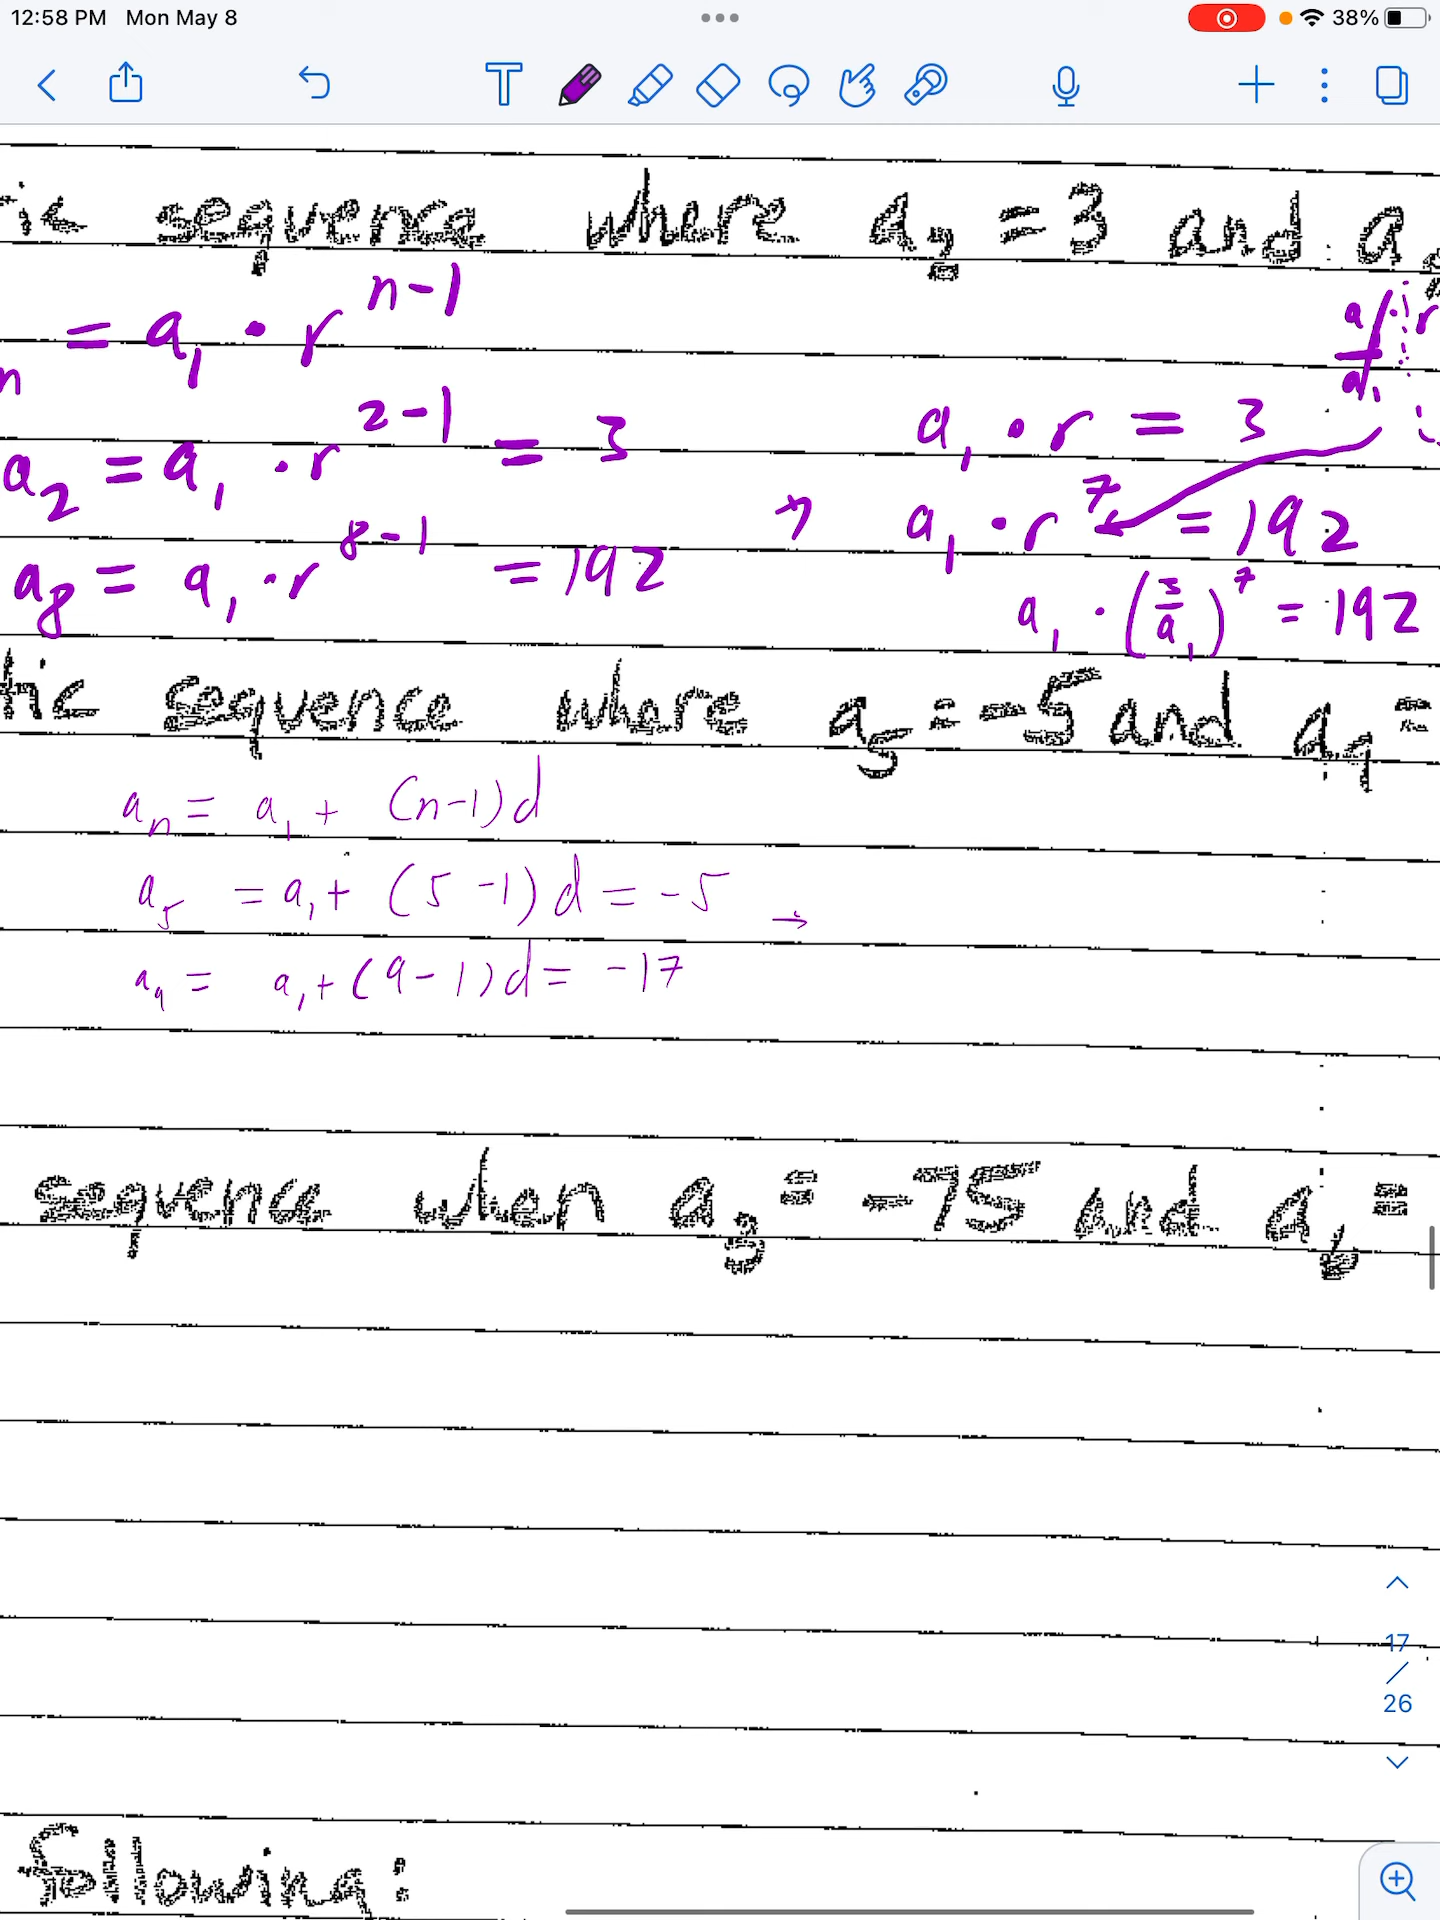 12:58 PM Mon May 8 38%
T
sequence where a₂ = 3 and a
= a₁ · r^(n-1)
n
a₂ = a₁ · r^(2-1) = 3
a₁ · r = 3
a₈ = a₁ · r^(8-1) = 192
→ a₁ · r^7 = 192
a₁ · (3/a₁)^7 = 192
tic sequence where a₅ = -5 and a₉ =
aₙ = a₁ + (n-1)d
a₅ = a₁ + (5-1)d = -5 →
a₉ = a₁ + (9-1)d = -17
sequence when a₃ = -75 and a₆ =
17
/
26
following: